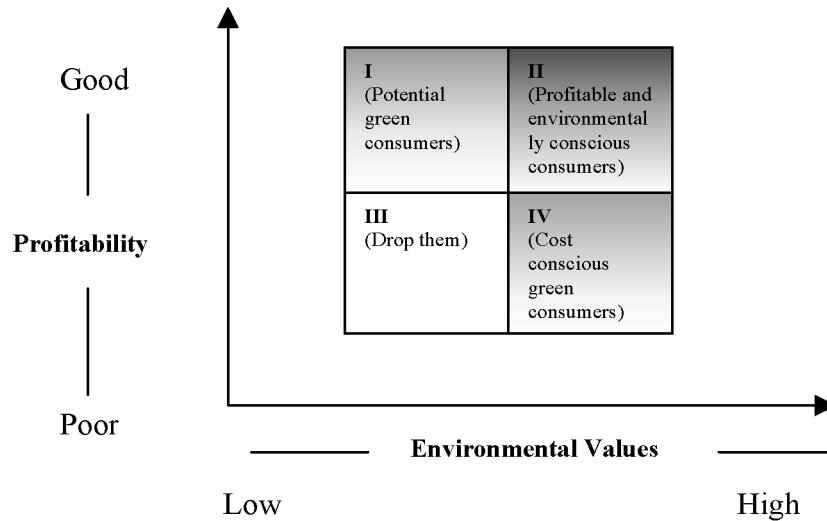 Good
Profitability
Poor
I
(Potential
green
consumers)
II
(Profitable and
environmental
ly conscious
consumers)
III
(Drop them)
IV
(Cost
conscious
green
consumers)
Environmental Values
Low
High